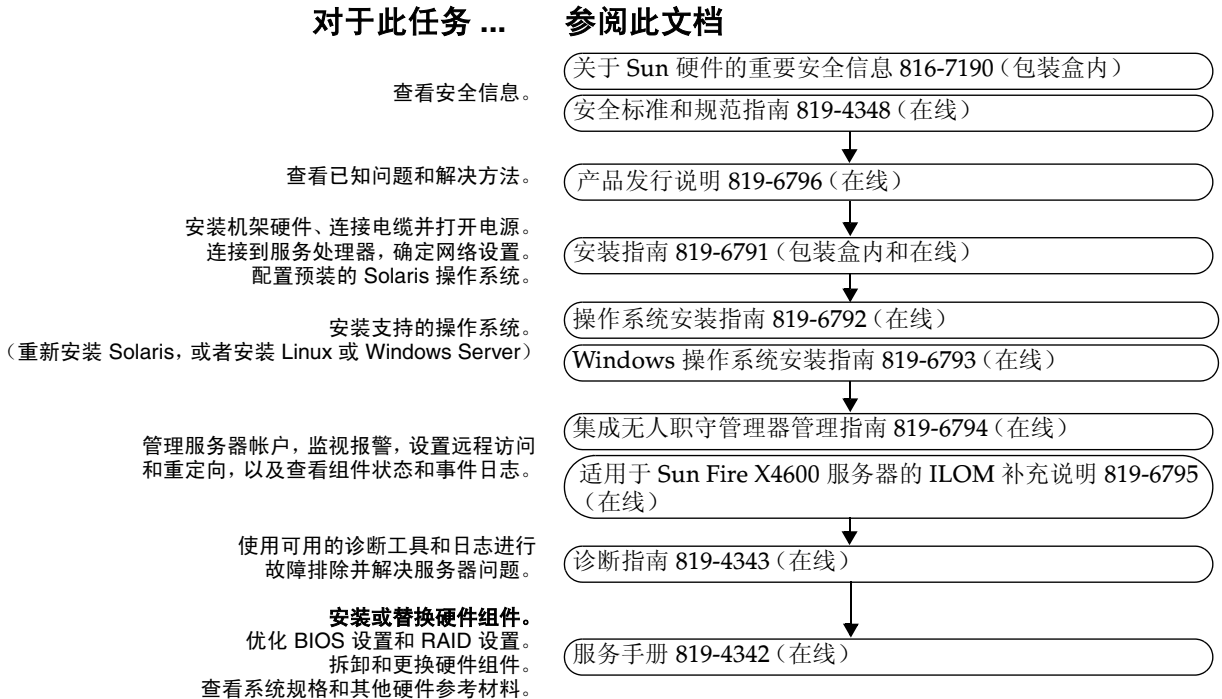 对于此任务 ... 参阅此文档
查看安全信息。
关于 Sun 硬件的重要安全信息 816-7190（包装盒内）
安全标准和规范指南 819-4348（在线）
查看已知问题和解决方法。
产品发行说明 819-6796（在线）
安装机架硬件、连接电缆并打开电源。
连接到服务处理器，确定网络设置。
配置预装的 Solaris 操作系统。
安装指南 819-6791（包装盒内和在线）
安装支持的操作系统。
（重新安装 Solaris，或者安装 Linux 或 Windows Server）
操作系统安装指南 819-6792（在线）
Windows 操作系统安装指南 819-6793（在线）
管理服务器帐户，监视报警，设置远程访问
和重定向，以及查看组件状态和事件日志。
集成无人职守管理器管理指南 819-6794（在线）
适用于 Sun Fire X4600 服务器的 ILOM 补充说明 819-6795
（在线）
使用可用的诊断工具和日志进行
故障排除并解决服务器问题。
诊断指南 819-4343（在线）
安装或替换硬件组件。
优化 BIOS 设置和 RAID 设置。
拆卸和更换硬件组件。
查看系统规格和其他硬件参考材料。
服务手册 819-4342（在线）